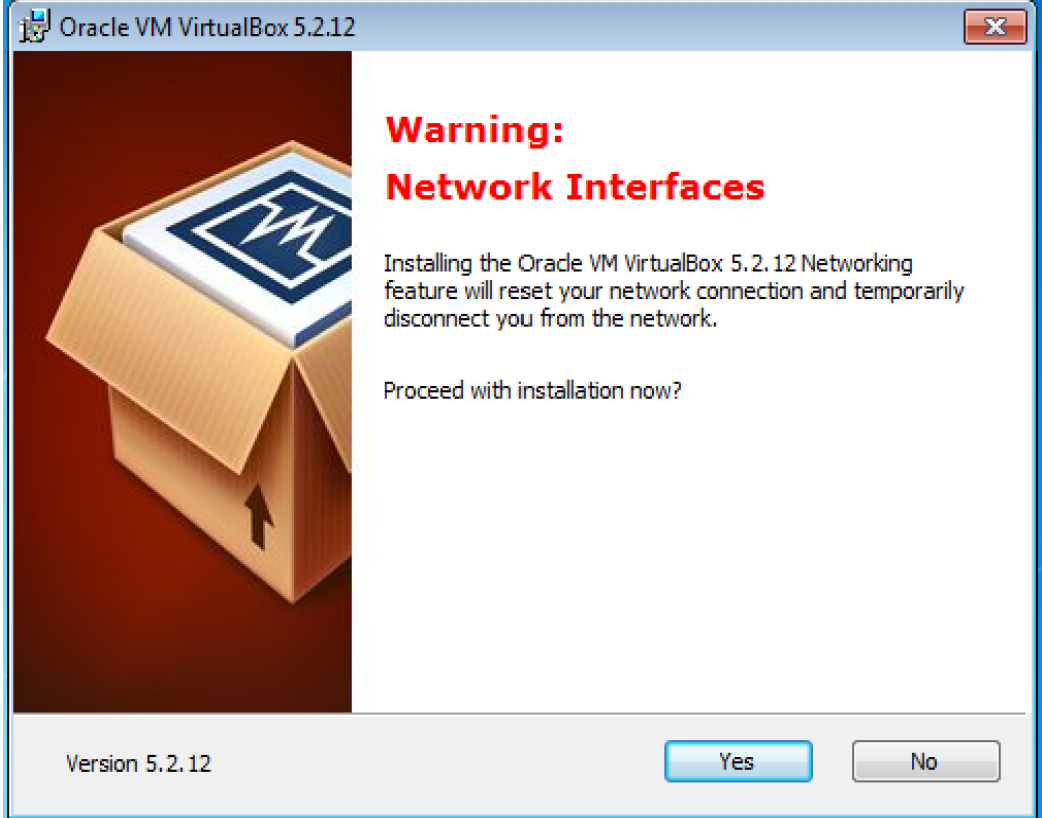 Oracle VM VirtualBox 5.2.12
Warning:
Network Interfaces
Installing the Oracle VM VirtualBox 5.2.12 Networking
feature will reset your network connection and temporarily
disconnect you from the network.
Proceed with installation now?
Version 5.2.12
Yes
No